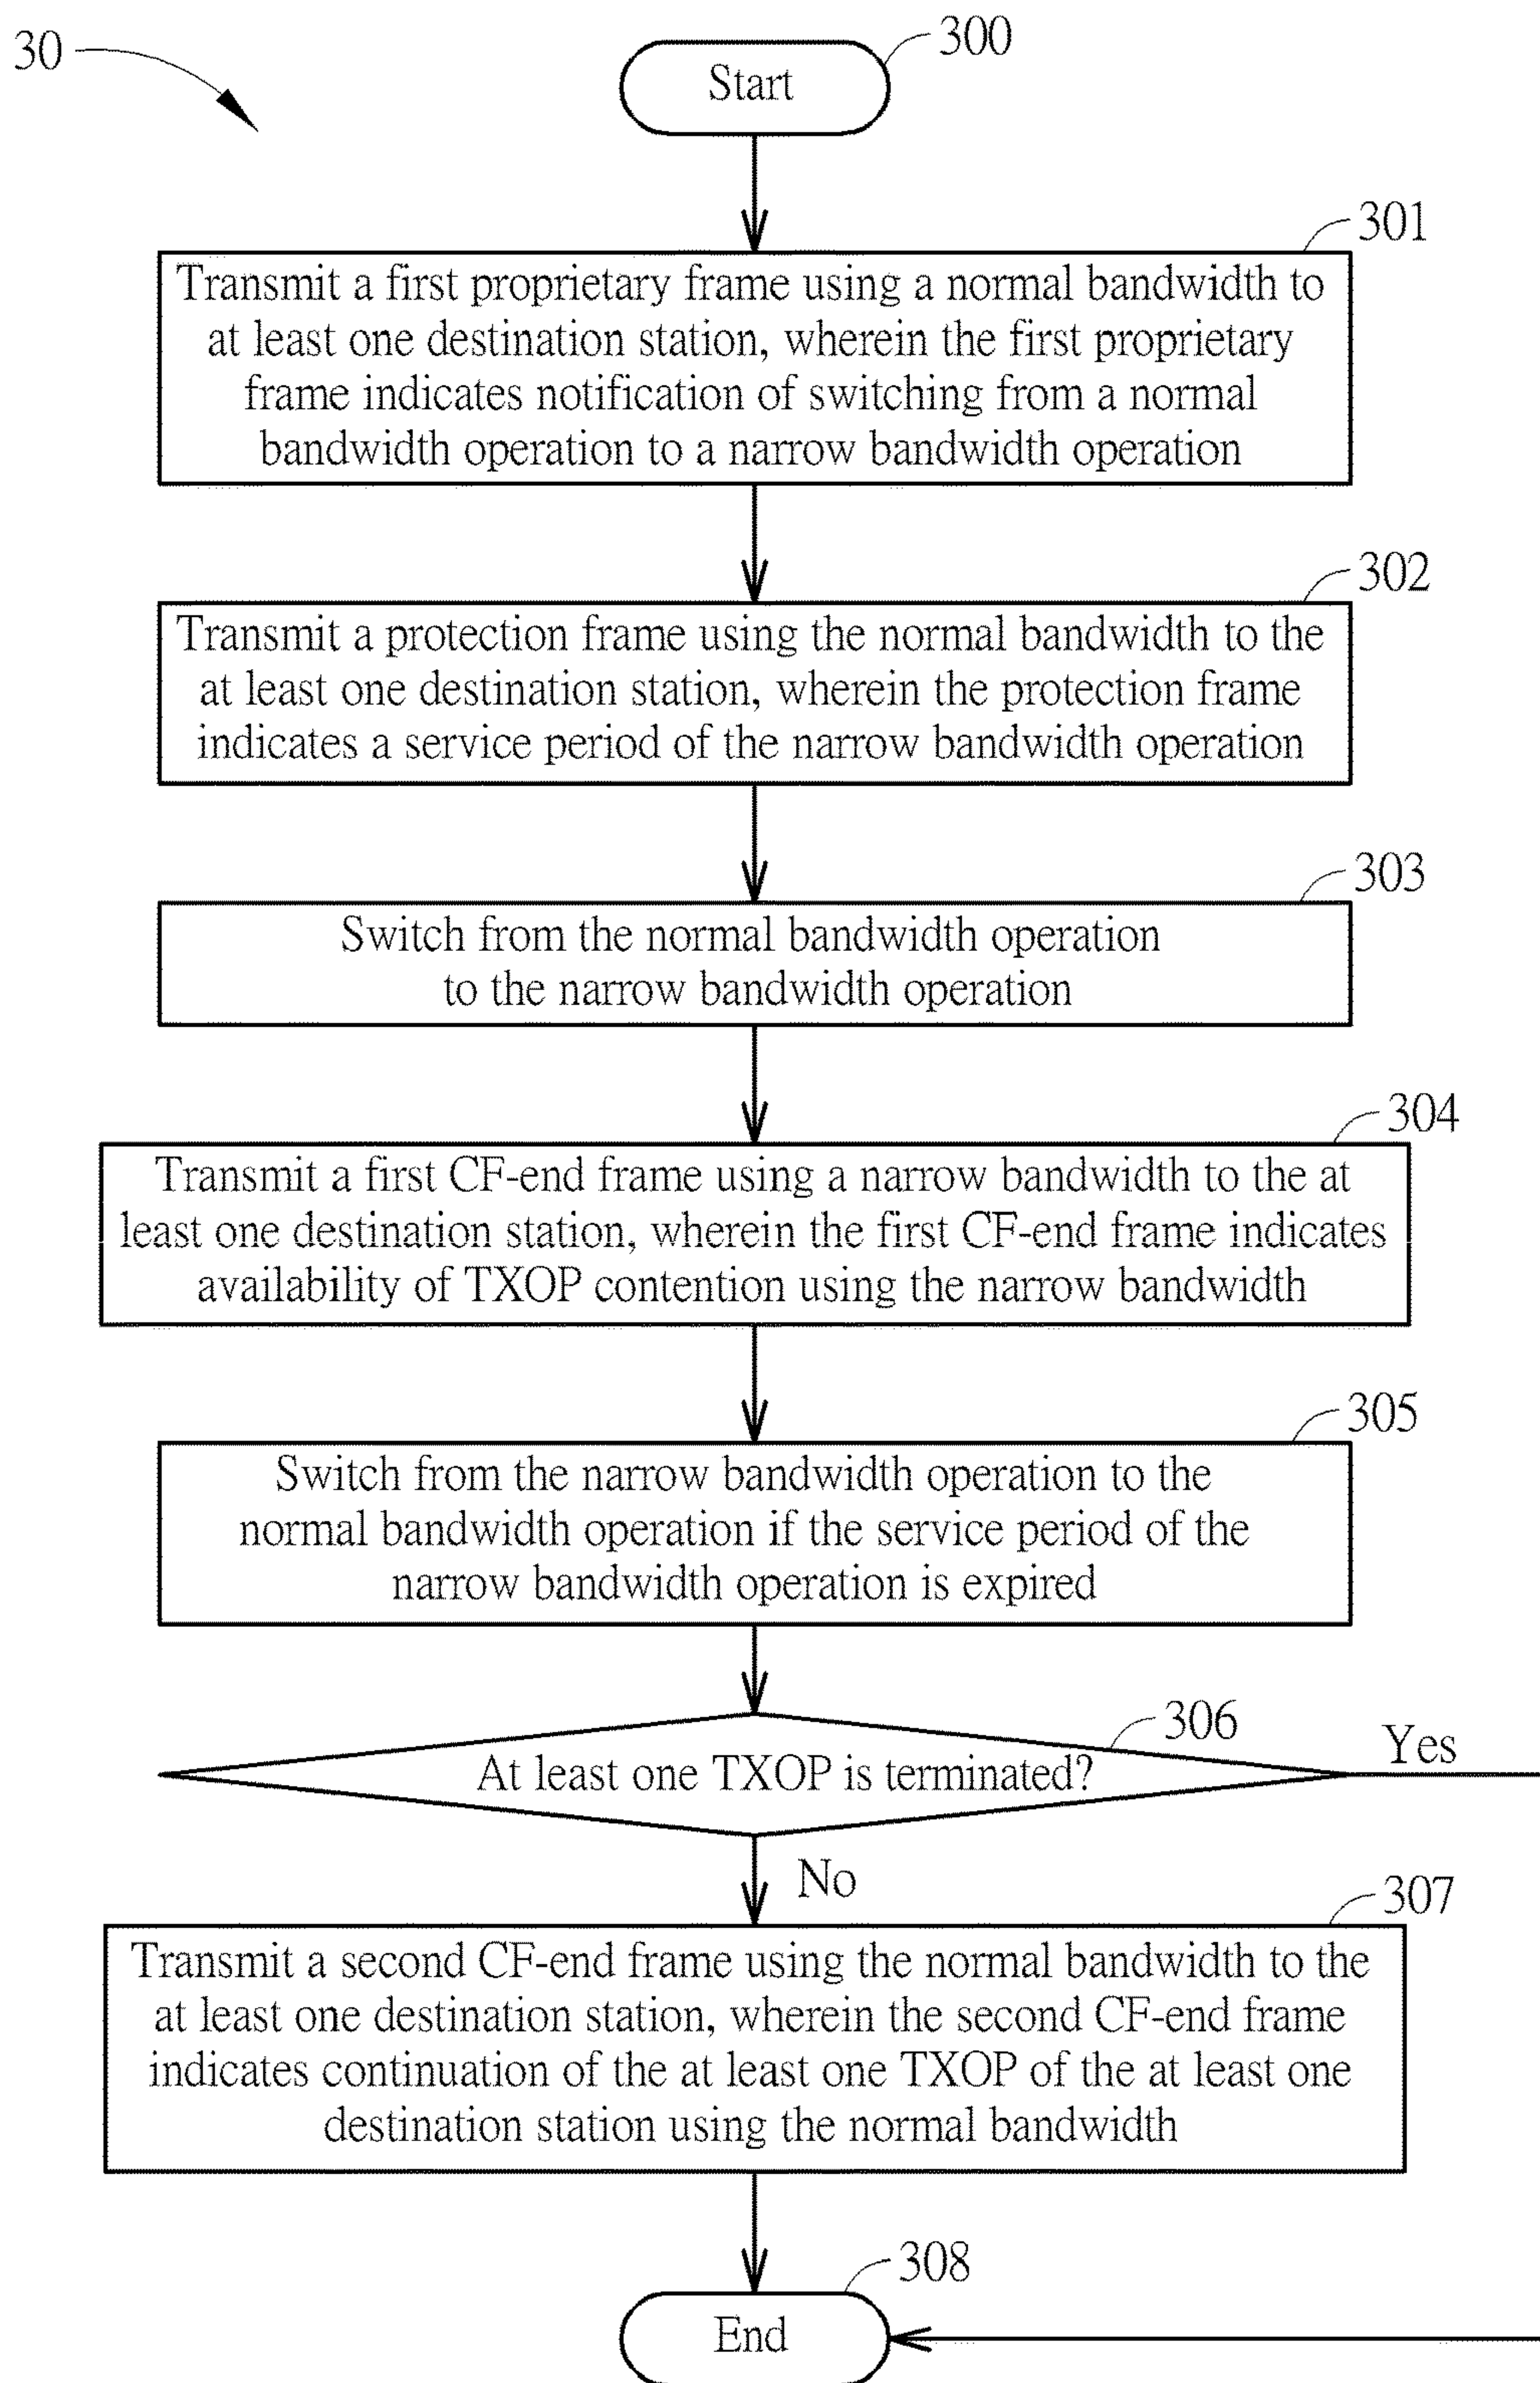 30
300
Start
301
Transmit a first proprietary frame using a normal bandwidth to
at least one destination station, wherein the first proprietary
frame indicates notification of switching from a normal
bandwidth operation to a narrow bandwidth operation
302
Transmit a protection frame using the normal bandwidth to the
at least one destination station, wherein the protection frame
indicates a service period of the narrow bandwidth operation
303
Switch from the normal bandwidth operation
to the narrow bandwidth operation
304
Transmit a first CF-end frame using a narrow bandwidth to the at
least one destination station, wherein the first CF-end frame indicates
availability of TXOP contention using the narrow bandwidth
305
Switch from the narrow bandwidth operation to the
normal bandwidth operation if the service period of the
narrow bandwidth operation is expired
306
At least one TXOP is terminated?
Yes
No
307
Transmit a second CF-end frame using the normal bandwidth to the
at least one destination station, wherein the second CF-end frame
indicates continuation of the at least one TXOP of the at least one
destination station using the normal bandwidth
308
End